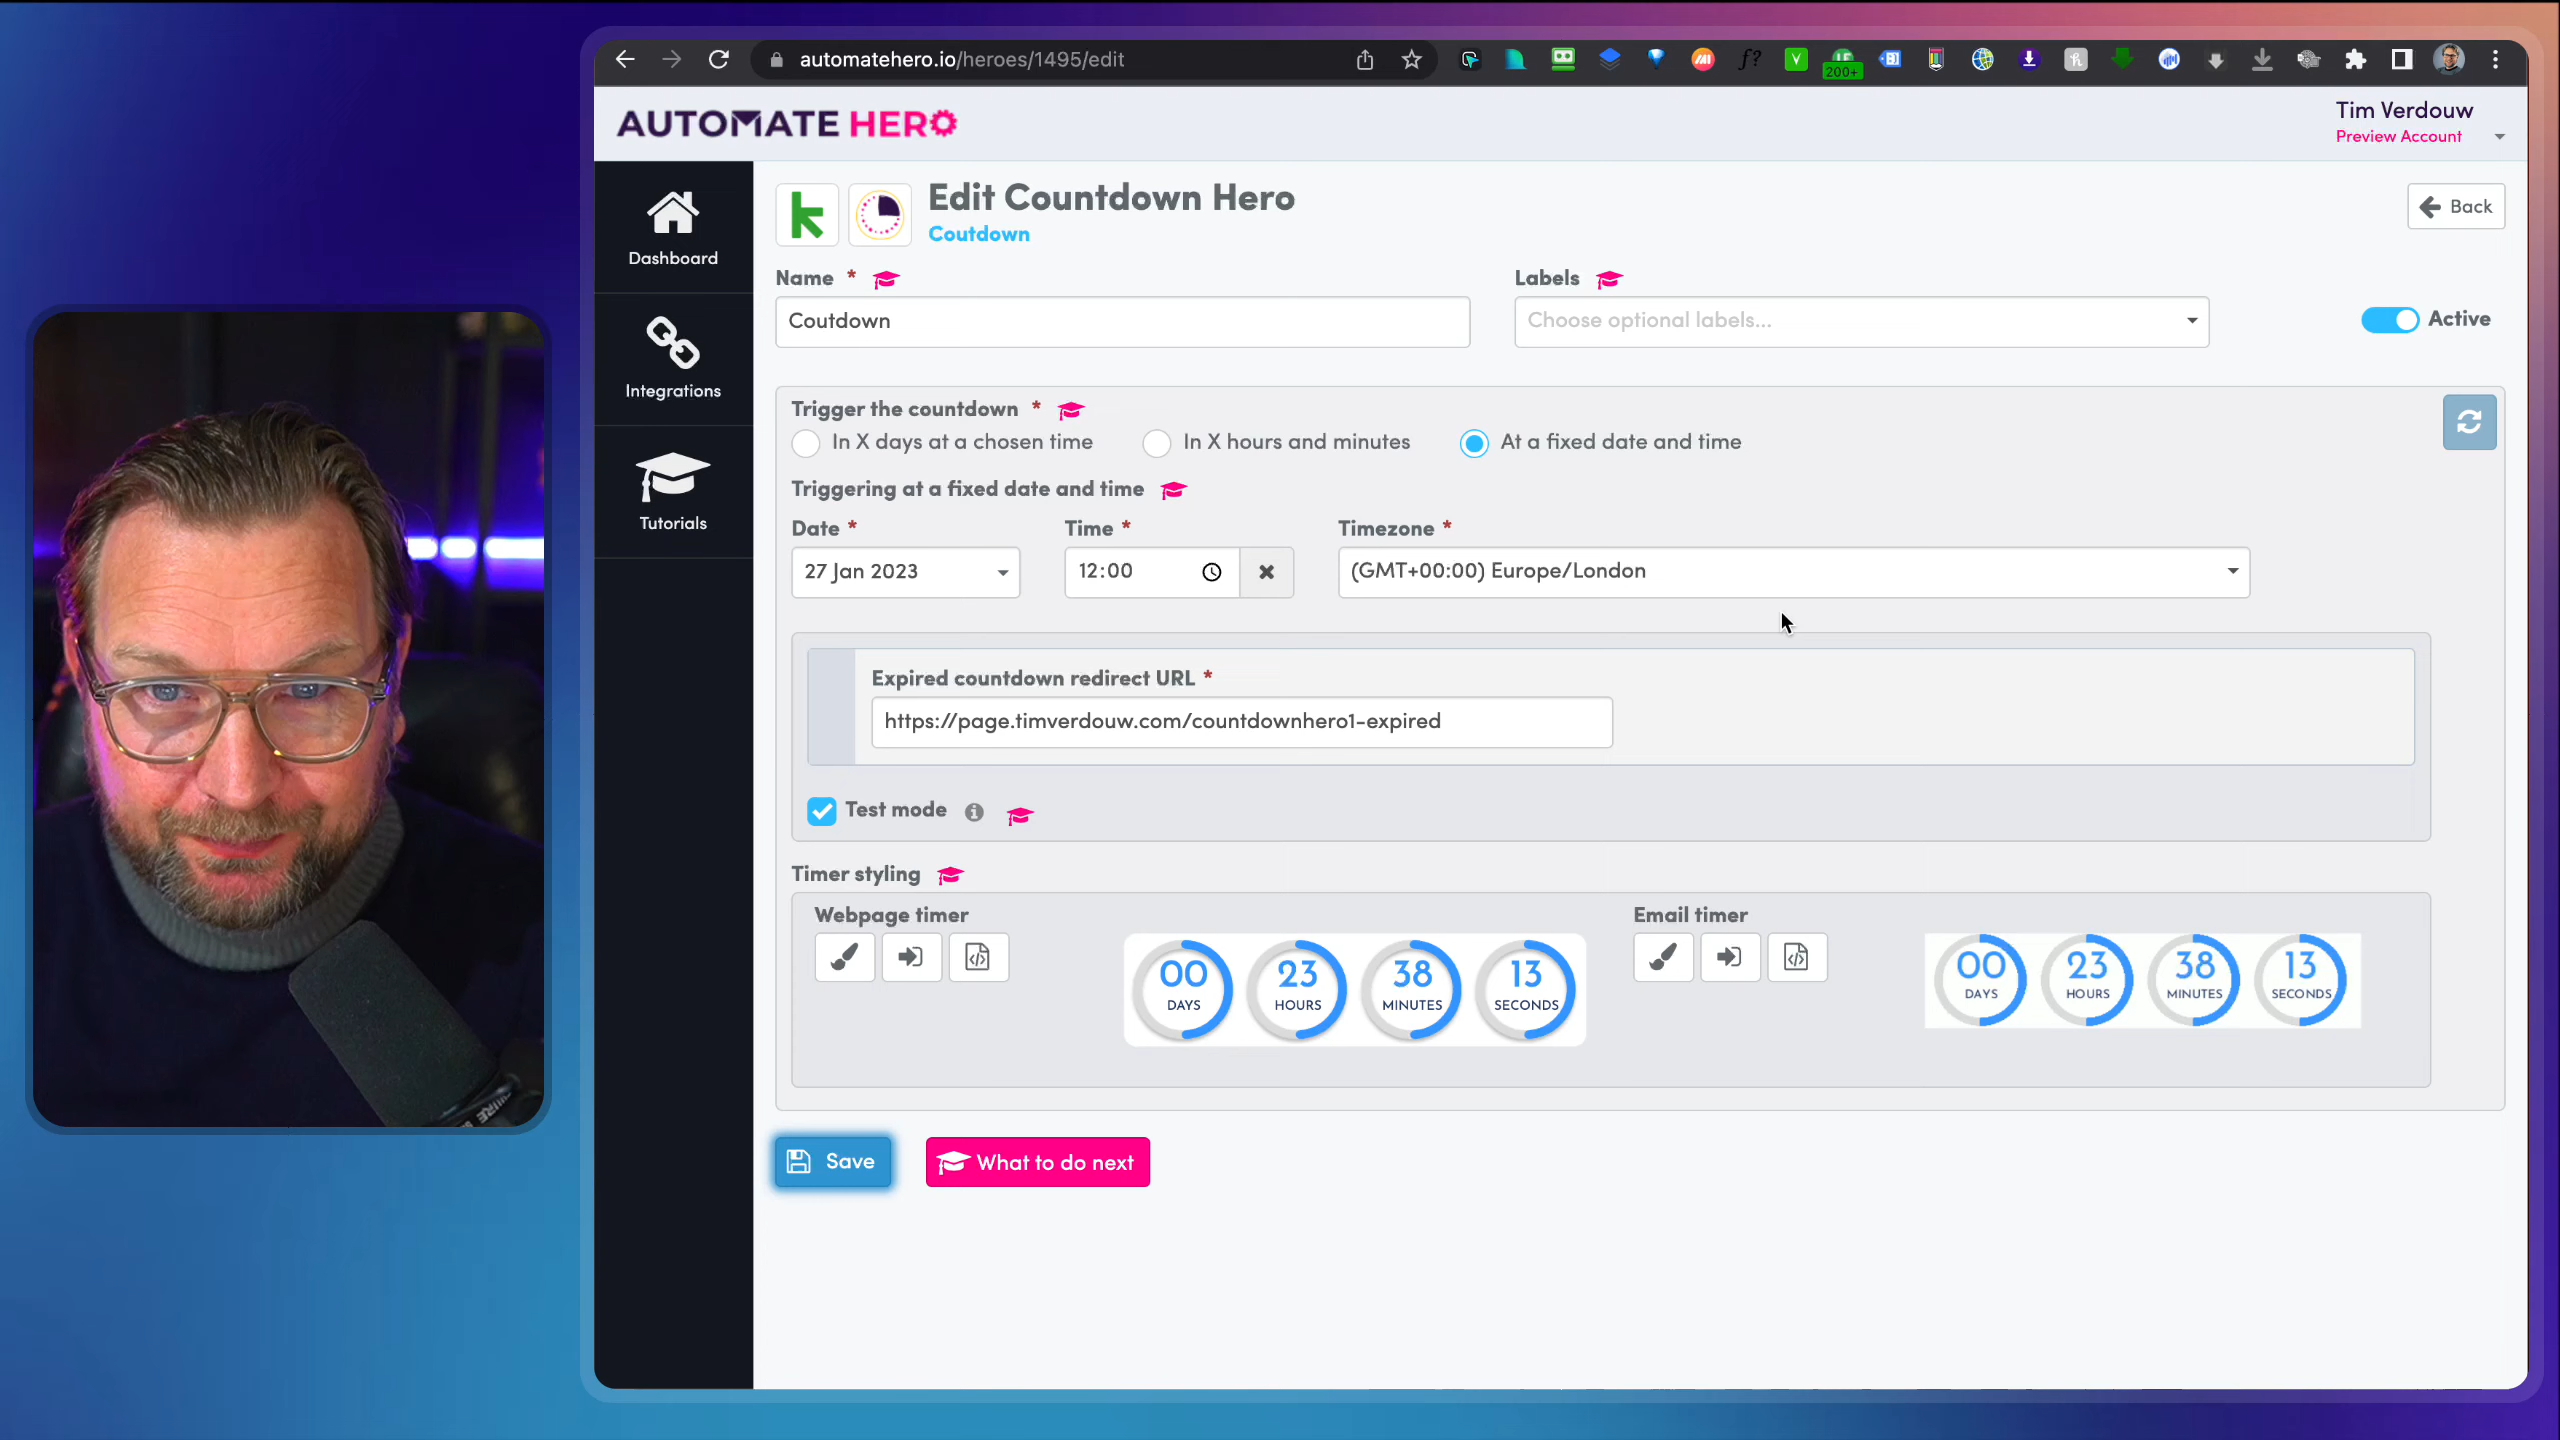 automatehero.io/heroes/1495/edit
200+
AUTOMATE HERO
Tim Verdouw
Preview Account
Dashboard
Integrations
Tutorials
Edit Countdown Hero
Coutdown
Back
Name *
Labels
Coutdown
Choose optional labels...
Active
Trigger the countdown *
In X days at a chosen time
In X hours and minutes
At a fixed date and time
Triggering at a fixed date and time
Date *
Time *
Timezone *
27 Jan 2023
12:00
(GMT+00:00) Europe/London
Expired countdown redirect URL *
https://page.timverdouw.com/countdownhero1-expired
Test mode
Timer styling
Webpage timer
Email timer
00 23 38 13
DAYS HOURS MINUTES SECONDS
00 23 38 13
DAYS HOURS MINUTES SECONDS
Save
What to do next